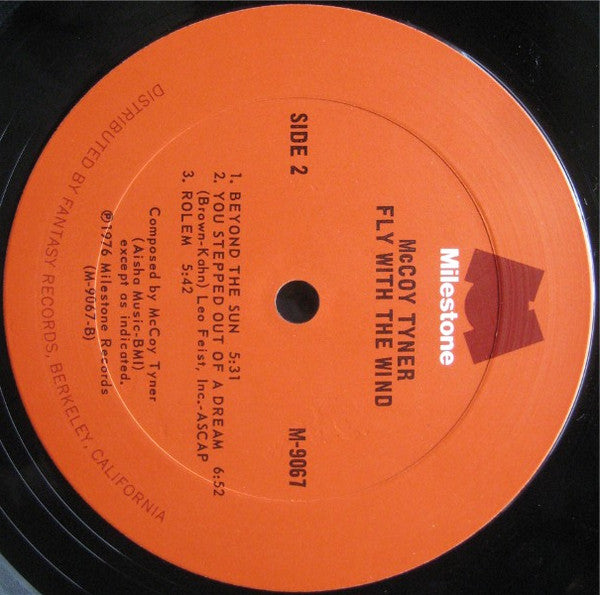 Milestone
McCOY TYNER
FLY WITH THE WIND
SIDE 2
M-9067
1. BEYOND THE SUN 5:31
2. YOU STEPPED OUT OF A DREAM 6:52
(Brown-Kahn) Leo Feist, Inc.-ASCAP
3. ROLEM 5:42
Composed by McCoy Tyner
(Aisha Music-BMI)
except as indicated.
℗1976 Milestone Records
(M-9067-B)
DISTRIBUTED BY FANTASY RECORDS, BERKELEY, CALIFORNIA